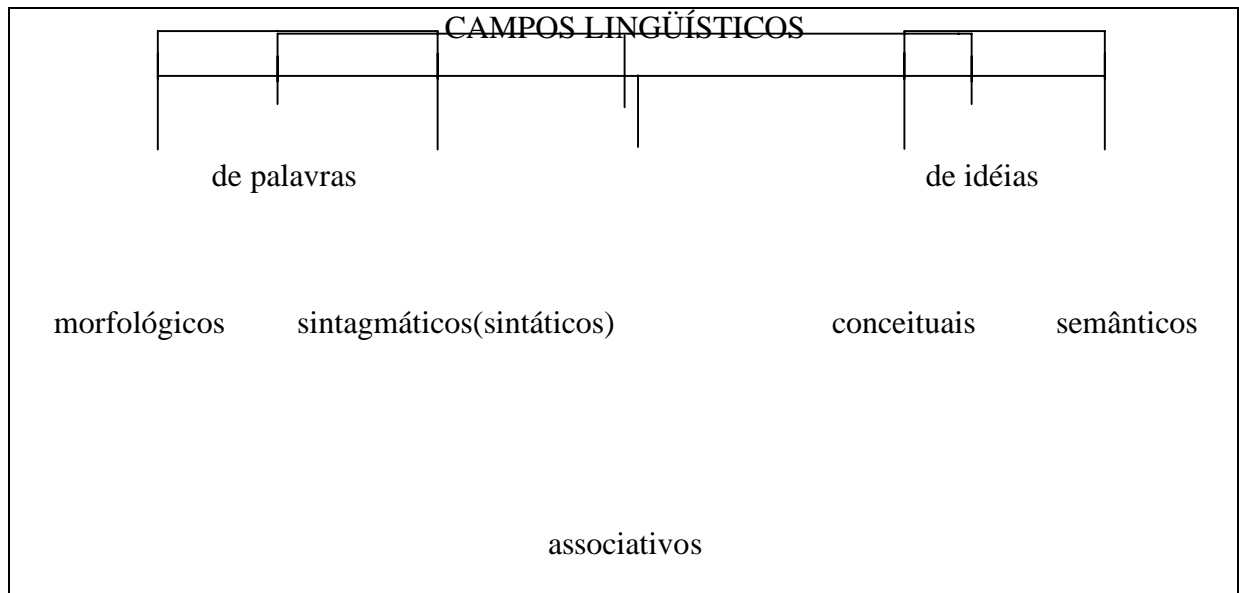 CAMPOS LINGÜÍSTICOS
de palavras de idéias
morfológicos sintagmáticos(sintáticos) conceituais semânticos
associativos